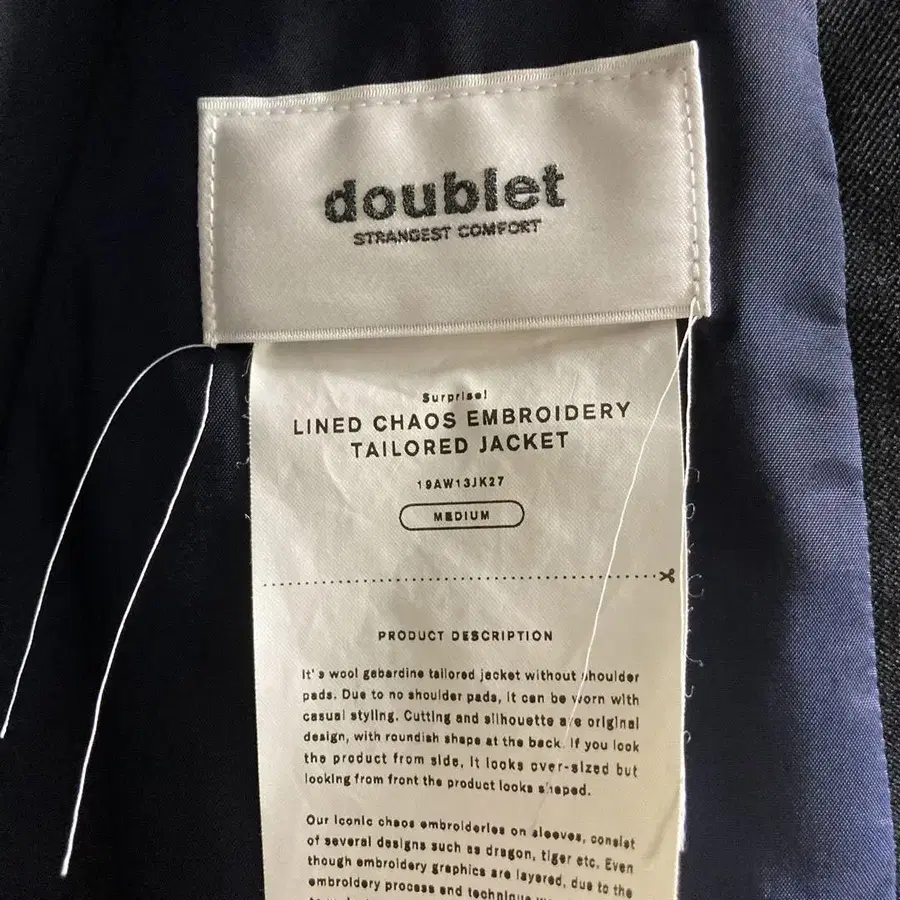 doublet
STRANGEST COMFORT
Surprise!
LINED CHAOS EMBROIDERY
TAILORED JACKET
19AW13JK27
MEDIUM
PRODUCT DESCRIPTION
It's wool gabardine tailored jacket without shoulder
pads. Due to no shoulder pads, it can be worn with
casual styling. Cutting and silhouette are original
design, with roundish shape at the back. If you look
the product from side, it looks over-sized but
looking from front the product looks shaped.
Our iconic chaos embroideries on sleeves, consist
of several designs such as dragon, tiger etc. Even
though embroidery graphics are layered, due to the
embroidery process and technique